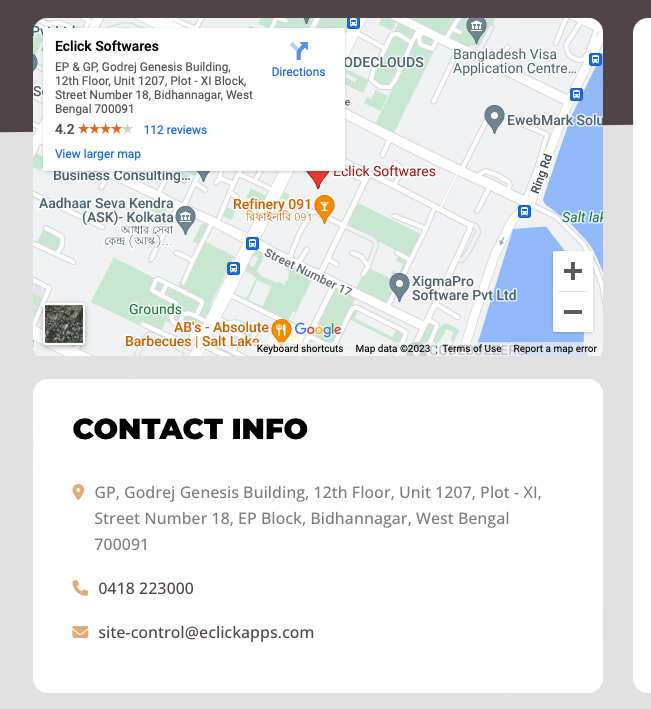 Eclick Softwares
EP & GP, Godrej Genesis Building,
12th Floor, Unit 1207, Plot - XI Block,
Street Number 18, Bidhannagar, West
Bengal 700091
4.2 112 reviews
View larger map
Directions
ODECLOUDS
Bangladesh Visa
Application Centre...
EwebMark Solu
Ring Rd
Business Consulting...
Eclick Softwares
Aadhaar Seva Kendra
(ASK)- Kolkata
আধার সেবা
কেন্দ্র (আস্ক)...
Refinery 091
রিফাইনারি 091
Salt lak
Street Number 17
XigmaPro
Software Pvt Ltd
Grounds
AB's - Absolute
Barbecues | Salt Lake
Google
Keyboard shortcuts Map data ©2023 Terms of Use Report a map error
CONTACT INFO
GP, Godrej Genesis Building, 12th Floor, Unit 1207, Plot - XI,
Street Number 18, EP Block, Bidhannagar, West Bengal
700091
0418 223000
site-control@eclickapps.com